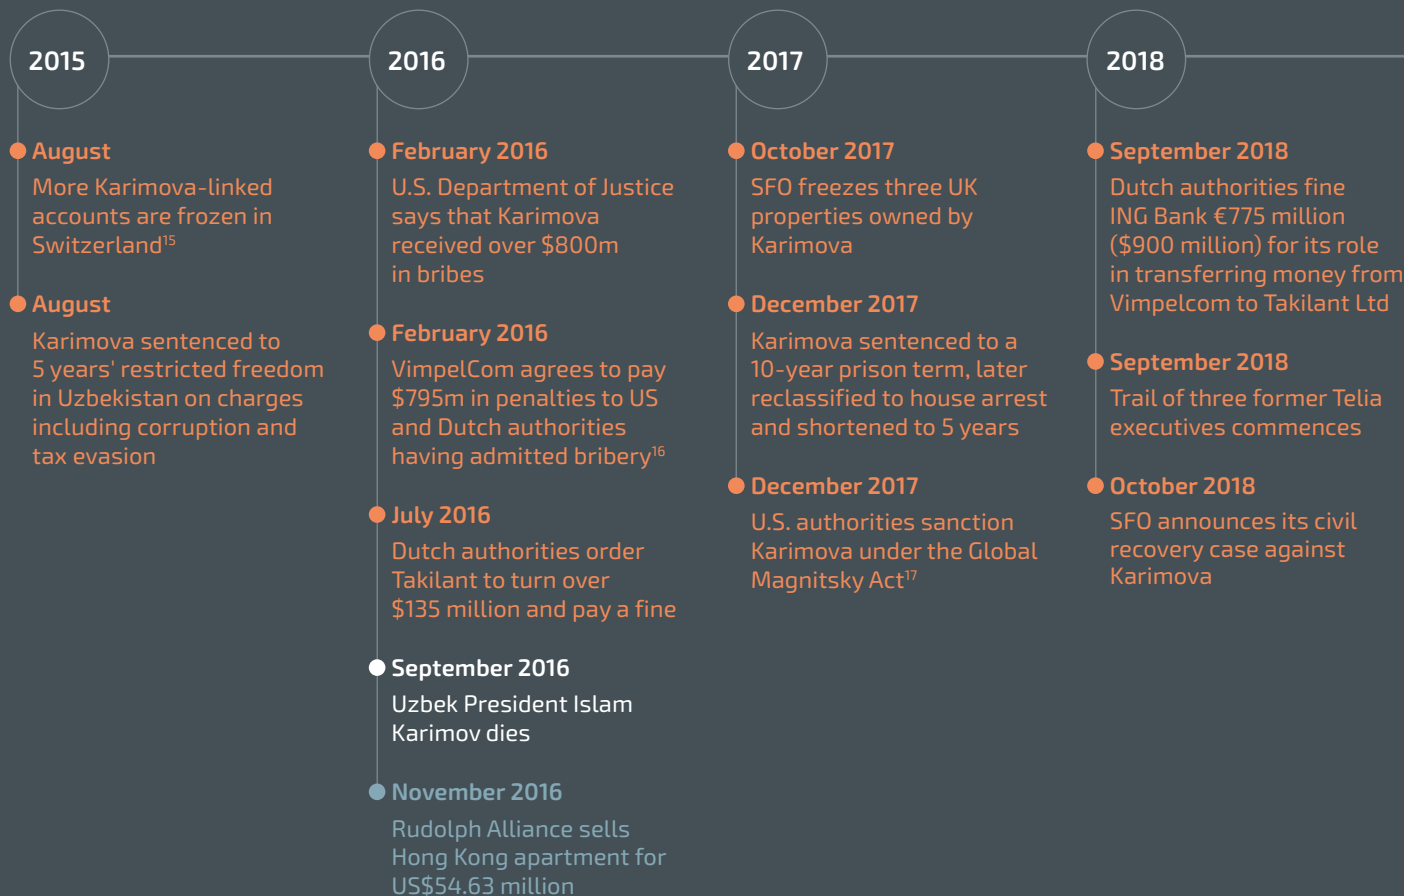 2015
August
More Karimova-linked
accounts are frozen in
Switzerland¹⁵
August
Karimova sentenced to
5 years' restricted freedom
in Uzbekistan on charges
including corruption and
tax evasion
2016
February 2016
U.S. Department of Justice
says that Karimova
received over $800m
in bribes
February 2016
VimpelCom agrees to pay
$795m in penalties to US
and Dutch authorities
having admitted bribery¹⁶
July 2016
Dutch authorities order
Takilant to turn over
$135 million and pay a fine
September 2016
Uzbek President Islam
Karimov dies
November 2016
Rudolph Alliance sells
Hong Kong apartment for
US$54.63 million
2017
October 2017
SFO freezes three UK
properties owned by
Karimova
December 2017
Karimova sentenced to a
10-year prison term, later
reclassified to house arrest
and shortened to 5 years
December 2017
U.S. authorities sanction
Karimova under the Global
Magnitsky Act¹⁷
2018
September 2018
Dutch authorities fine
ING Bank €775 million
($900 million) for its role
in transferring money from
Vimpelcom to Takilant Ltd
September 2018
Trail of three former Telia
executives commences
October 2018
SFO announces its civil
recovery case against
Karimova